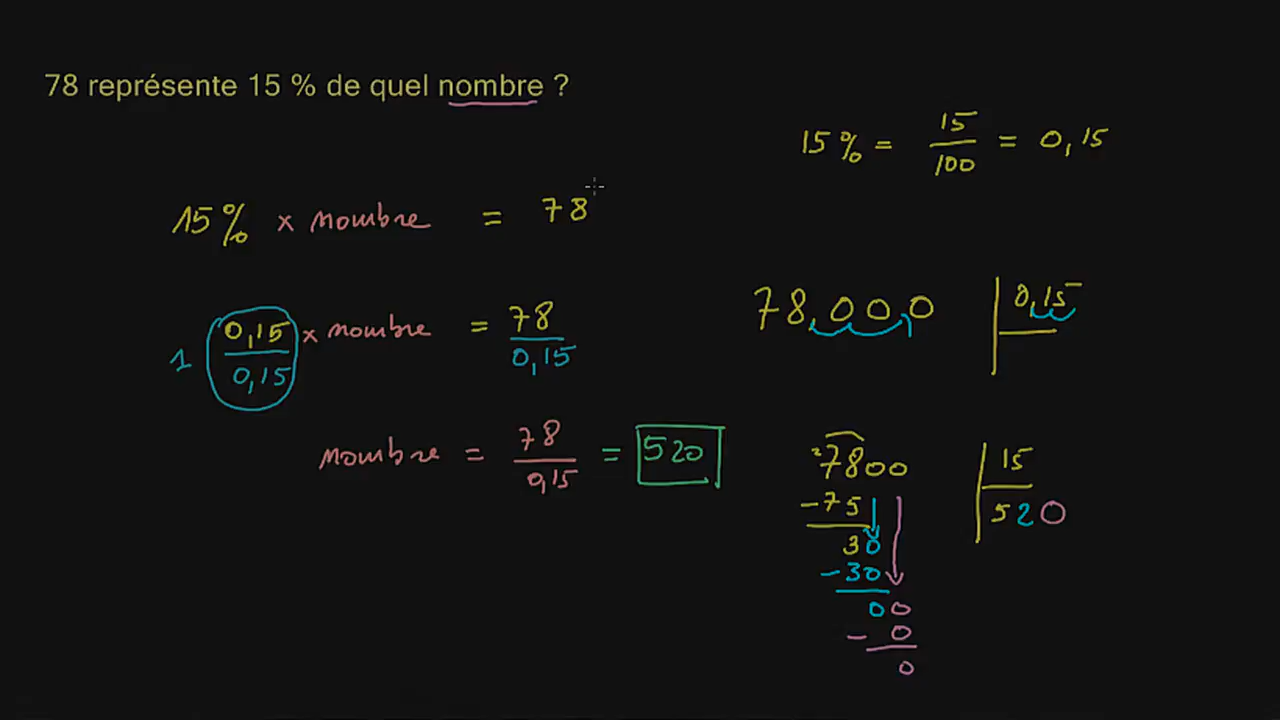 78 représente 15 % de quel nombre ?
15% = 15/100 = 0,15
15% x nombre = 78
0,15/0,15 x nombre = 78/0,15
1
nombre = 78/0,15 = 520
78,000 | 0,15
7800 | 15
-75 520
30
-30
00
- 0
0